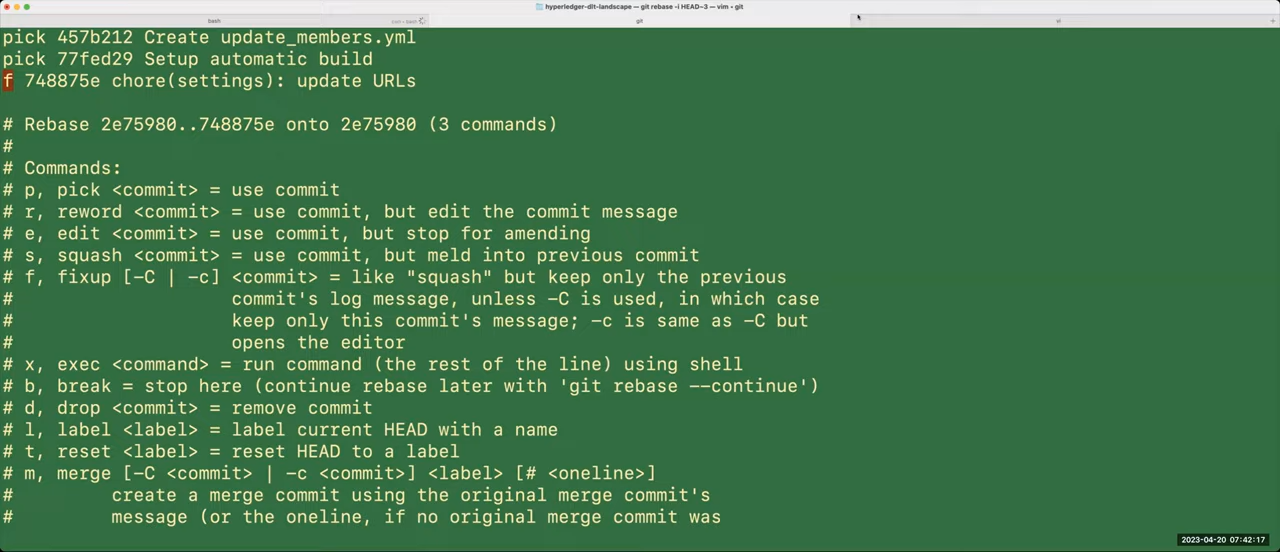 hyperledger-dlt-landscape — git rebase -i HEAD~3 — vim • git
bash
git
pick 457b212 Create update_members.yml
pick 77fed29 Setup automatic build
f 748875e chore(settings): update URLs
# Rebase 2e75980..748875e onto 2e75980 (3 commands)
#
# Commands:
# p, pick <commit> = use commit
# r, reword <commit> = use commit, but edit the commit message
# e, edit <commit> = use commit, but stop for amending
# s, squash <commit> = use commit, but meld into previous commit
# f, fixup [-C | -c] <commit> = like "squash" but keep only the previous
#                    commit's log message, unless -C is used, in which case
#                    keep only this commit's message; -c is same as -C but
#                    opens the editor
# x, exec <command> = run command (the rest of the line) using shell
# b, break = stop here (continue rebase later with 'git rebase --continue')
# d, drop <commit> = remove commit
# l, label <label> = label current HEAD with a name
# t, reset <label> = reset HEAD to a label
# m, merge [-C <commit> | -c <commit>] <label> [# <oneline>]
#         create a merge commit using the original merge commit's
#         message (or the oneline, if no original merge commit was
2023-04-20 07:42:17